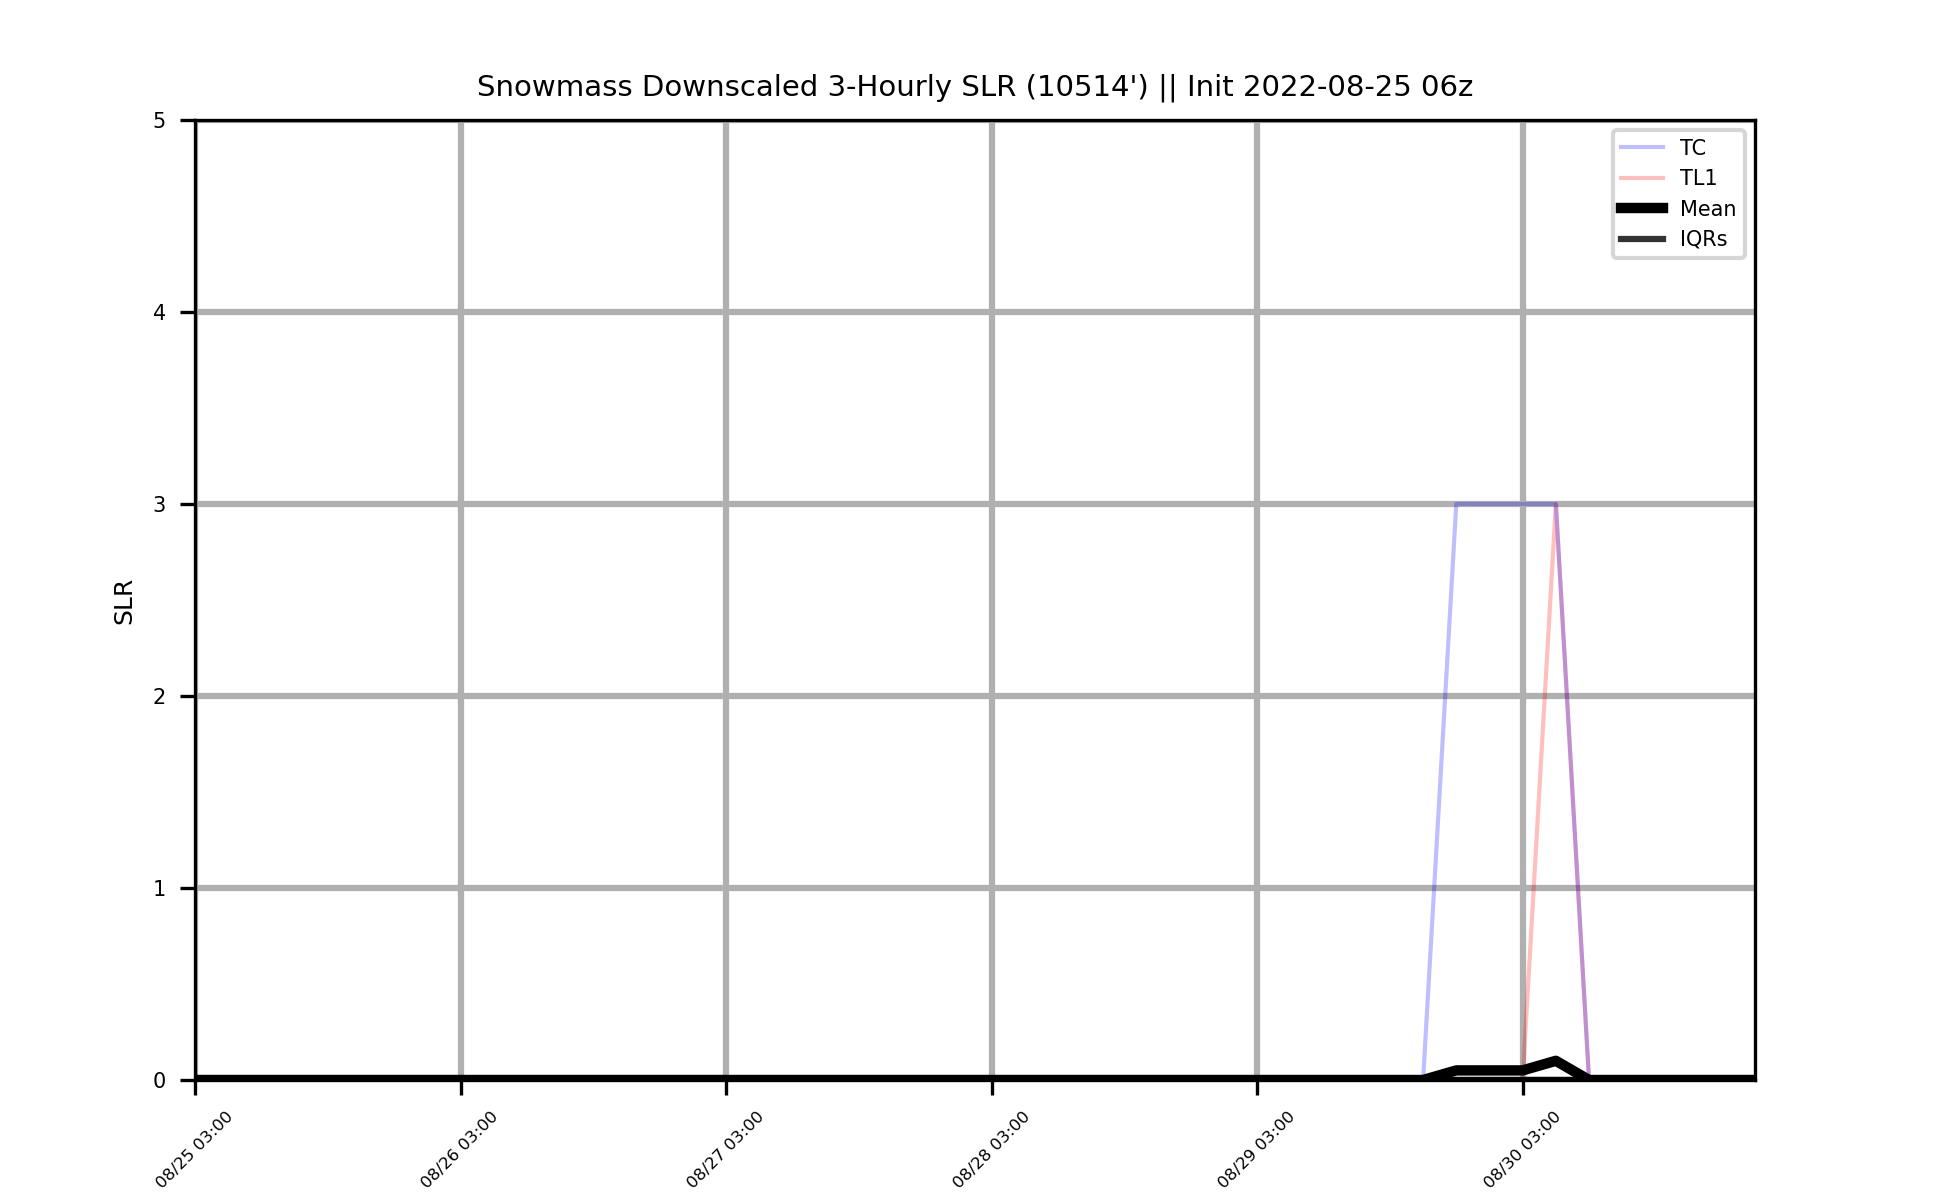 Snowmass Downscaled 3-Hourly SLR (10514') || Init 2022-08-25 06z
5
4
3
2
1
0
SLR
TC
TL1
Mean
IQRs
08/25 03:00
08/26 03:00
08/27 03:00
08/28 03:00
08/29 03:00
08/30 03:00